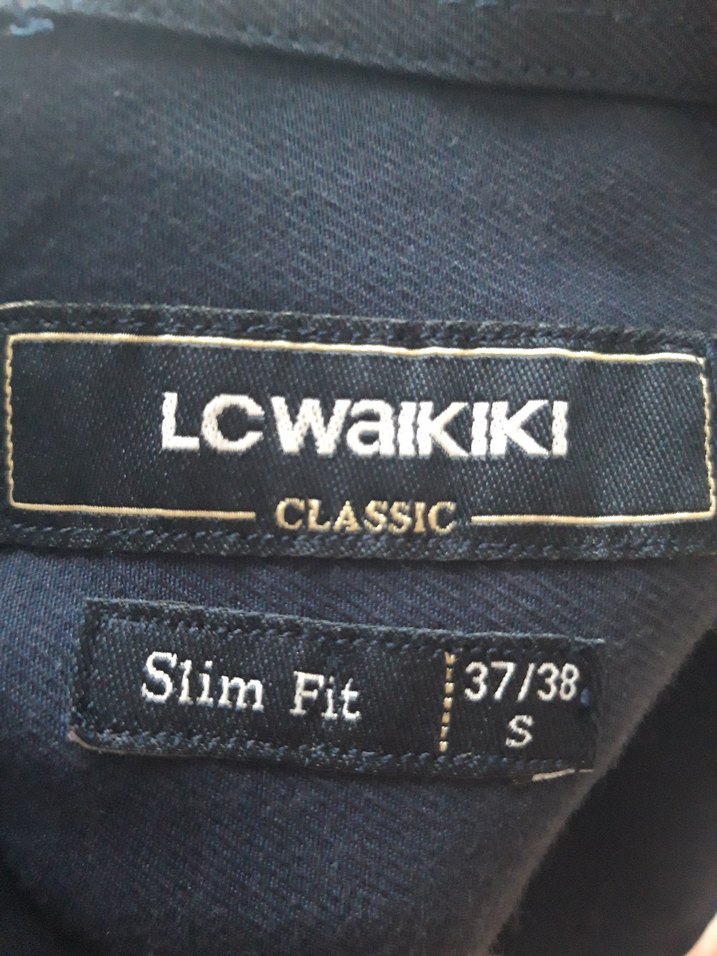 LCWAIKIKI
CLASSIC
Slim Fit
37/38
S